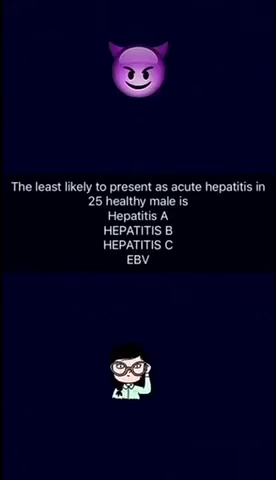 The least likely to present as acute hepatitis in
25 healthy male is
Hepatitis A
HEPATITIS B
HEPATITIS C
EBV